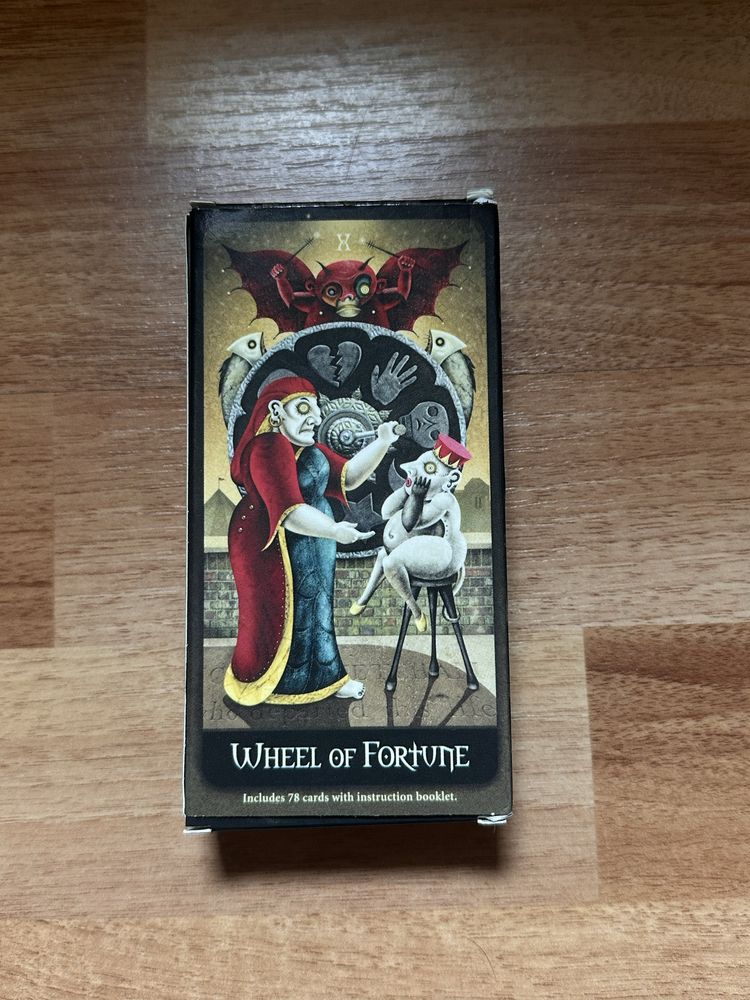 X
WHEEL OF FORTUNE
Includes 78 cards with instruction booklet.